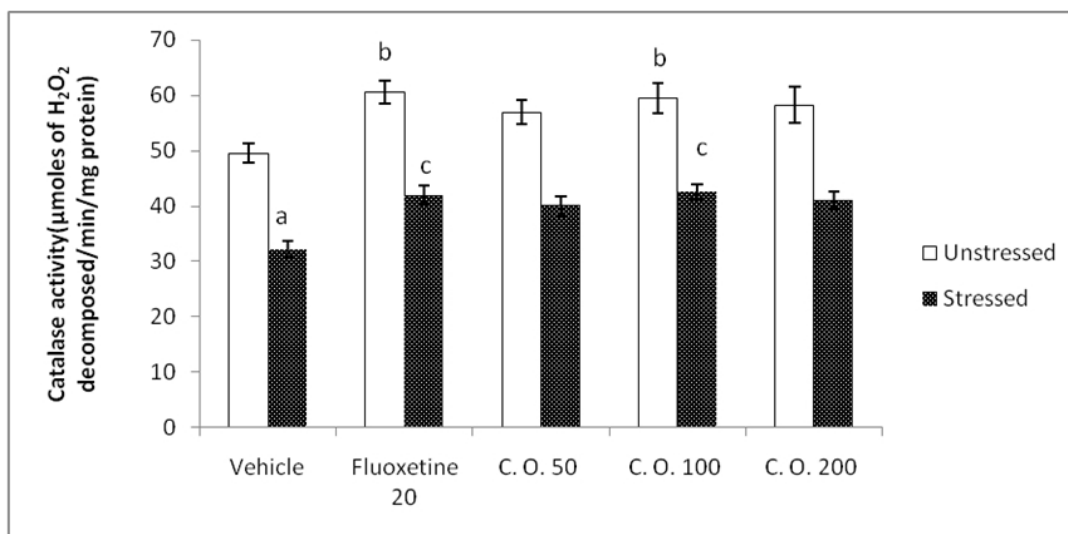 Catalase activity(µmoles of H₂O₂
decomposed/min/mg protein)
70
60
50
40
30
20
10
0
a
b
c
b
c
Vehicle
Fluoxetine
20
C. O. 50
C. O. 100
C. O. 200
Unstressed
Stressed